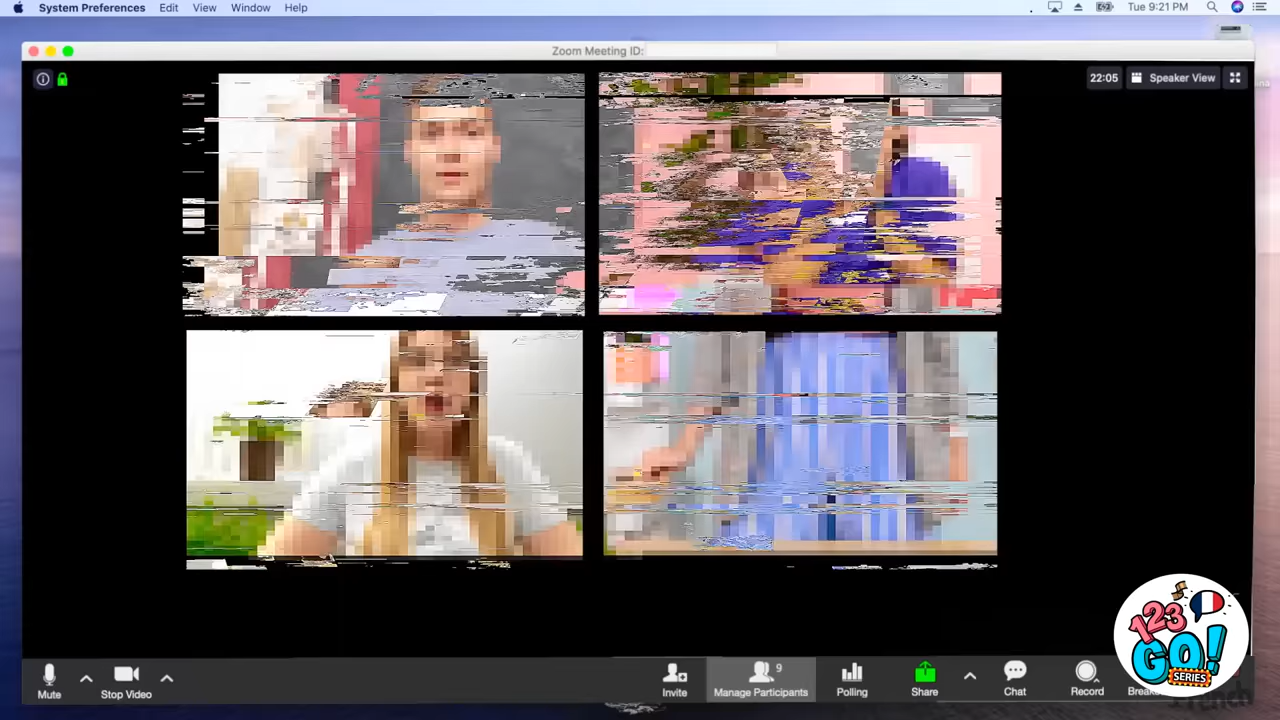 System Preferences Edit View Window Help
Tue 9:21 PM
Zoom Meeting ID:
22:05 Speaker View
123
GO!
SERIES
9
Mute Stop Video Invite Manage Participants Polling Share Chat Record
French